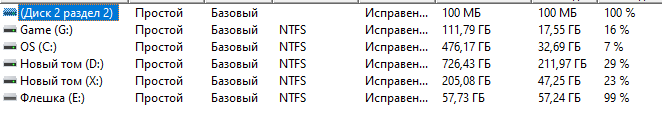 (Диск 2 раздел 2) Простой Базовый Исправен... 100 МБ 100 МБ 100 %
Game (G:) Простой Базовый NTFS Исправен... 111,79 ГБ 17,55 ГБ 16 %
OS (C:) Простой Базовый NTFS Исправен... 476,17 ГБ 32,69 ГБ 7 %
Новый том (D:) Простой Базовый NTFS Исправен... 726,43 ГБ 211,97 ГБ 29 %
Новый том (X:) Простой Базовый NTFS Исправен... 205,08 ГБ 47,25 ГБ 23 %
Флешка (E:) Простой Базовый NTFS Исправен... 57,73 ГБ 57,24 ГБ 99 %